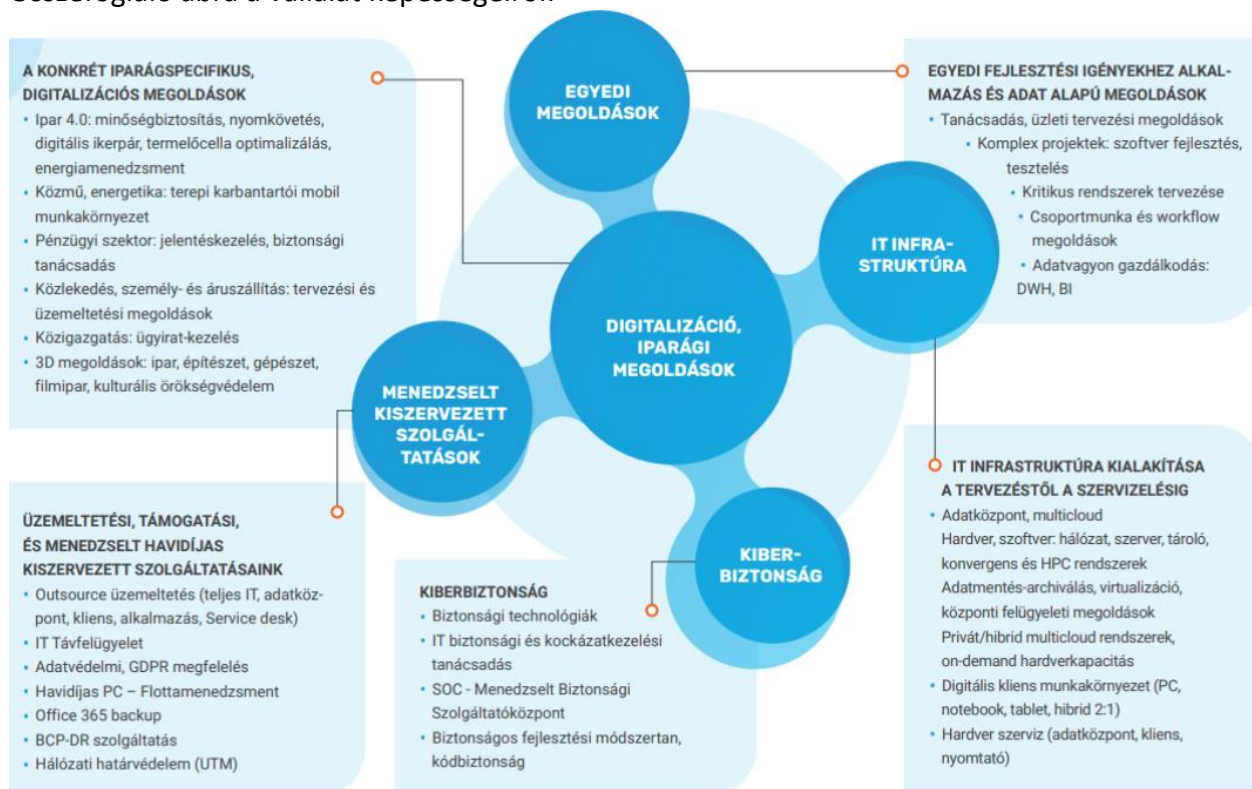 Összefoglaló ábra a vállalat képességeiről:
A KONKRÉT IPARÁGSPECIFIKUS,
DIGITALIZÁCIÓS MEGOLDÁSOK
• Ipar 4.0: minőségbiztosítás, nyomkövetés,
digitális ikerpár, termelőcella optimalizálás,
energiamenedzsment
• Közmű, energetika: terepi karbantartói mobil
munkakörnyezet
• Pénzügyi szektor: jelentéskezelés, biztonsági
tanácsadás
• Közlekedés, személy- és áruszállítás: tervezési és
üzemeltetési megoldások
• Közigazgatás: ügyirat-kezelés
• 3D megoldások: ipar, építészet, gépészet,
filmipar, kulturális örökségvédelem
EGYEDI
MEGOLDÁSOK
EGYEDI FEJLESZTÉSI IGÉNYEKHEZ ALKAL-
MAZÁS ÉS ADAT ALAPÚ MEGOLDÁSOK
• Tanácsadás, üzleti tervezési megoldások
• Komplex projektek: szoftver fejlesztés,
tesztelés
• Kritikus rendszerek tervezése
• Csoportmunka és workflow
megoldások
• Adatvagyon gazdálkodás:
DWH, BI
IT INFRA-
STRUKTÚRA
DIGITALIZÁCIÓ,
IPARÁGI
MEGOLDÁSOK
MENEDZSELT
KISZERVEZETT
SZOLGÁL-
TATÁSOK
KIBER-
BIZTONSÁG
ÜZEMELTETÉSI, TÁMOGATÁSI,
ÉS MENEDZSELT HAVIDÍJAS
KISZERVEZETT SZOLGÁLTATÁSAINK
• Outsource üzemeltetés (teljes IT, adatköz-
pont, kliens, alkalmazás, Service desk)
• IT Távfelügyelet
• Adatvédelmi, GDPR megfelelés
• Havidíjas PC – Flottamenedzsment
• Office 365 backup
• BCP-DR szolgáltatás
• Hálózati határvédelem (UTM)
KIBERBIZTONSÁG
• Biztonsági technológiák
• IT biztonsági és kockázatkezelési
tanácsadás
• SOC - Menedzselt Biztonsági
Szolgáltatóközpont
• Biztonságos fejlesztési módszertan,
kódbiztonság
IT INFRASTRUKTÚRA KIALAKÍTÁSA
A TERVEZÉSTŐL A SZERVIZELÉSIG
• Adatközpont, multicloud
Hardver, szoftver: hálózat, szerver, tároló,
konvergens és HPC rendszerek
Adatmentés-archiválás, virtualizáció,
központi felügyeleti megoldások
Privát/hibrid multicloud rendszerek,
on-demand hardverkapacitás
• Digitális kliens munkakörnyezet (PC,
notebook, tablet, hibrid 2:1)
• Hardver szerviz (adatközpont, kliens,
nyomtató)